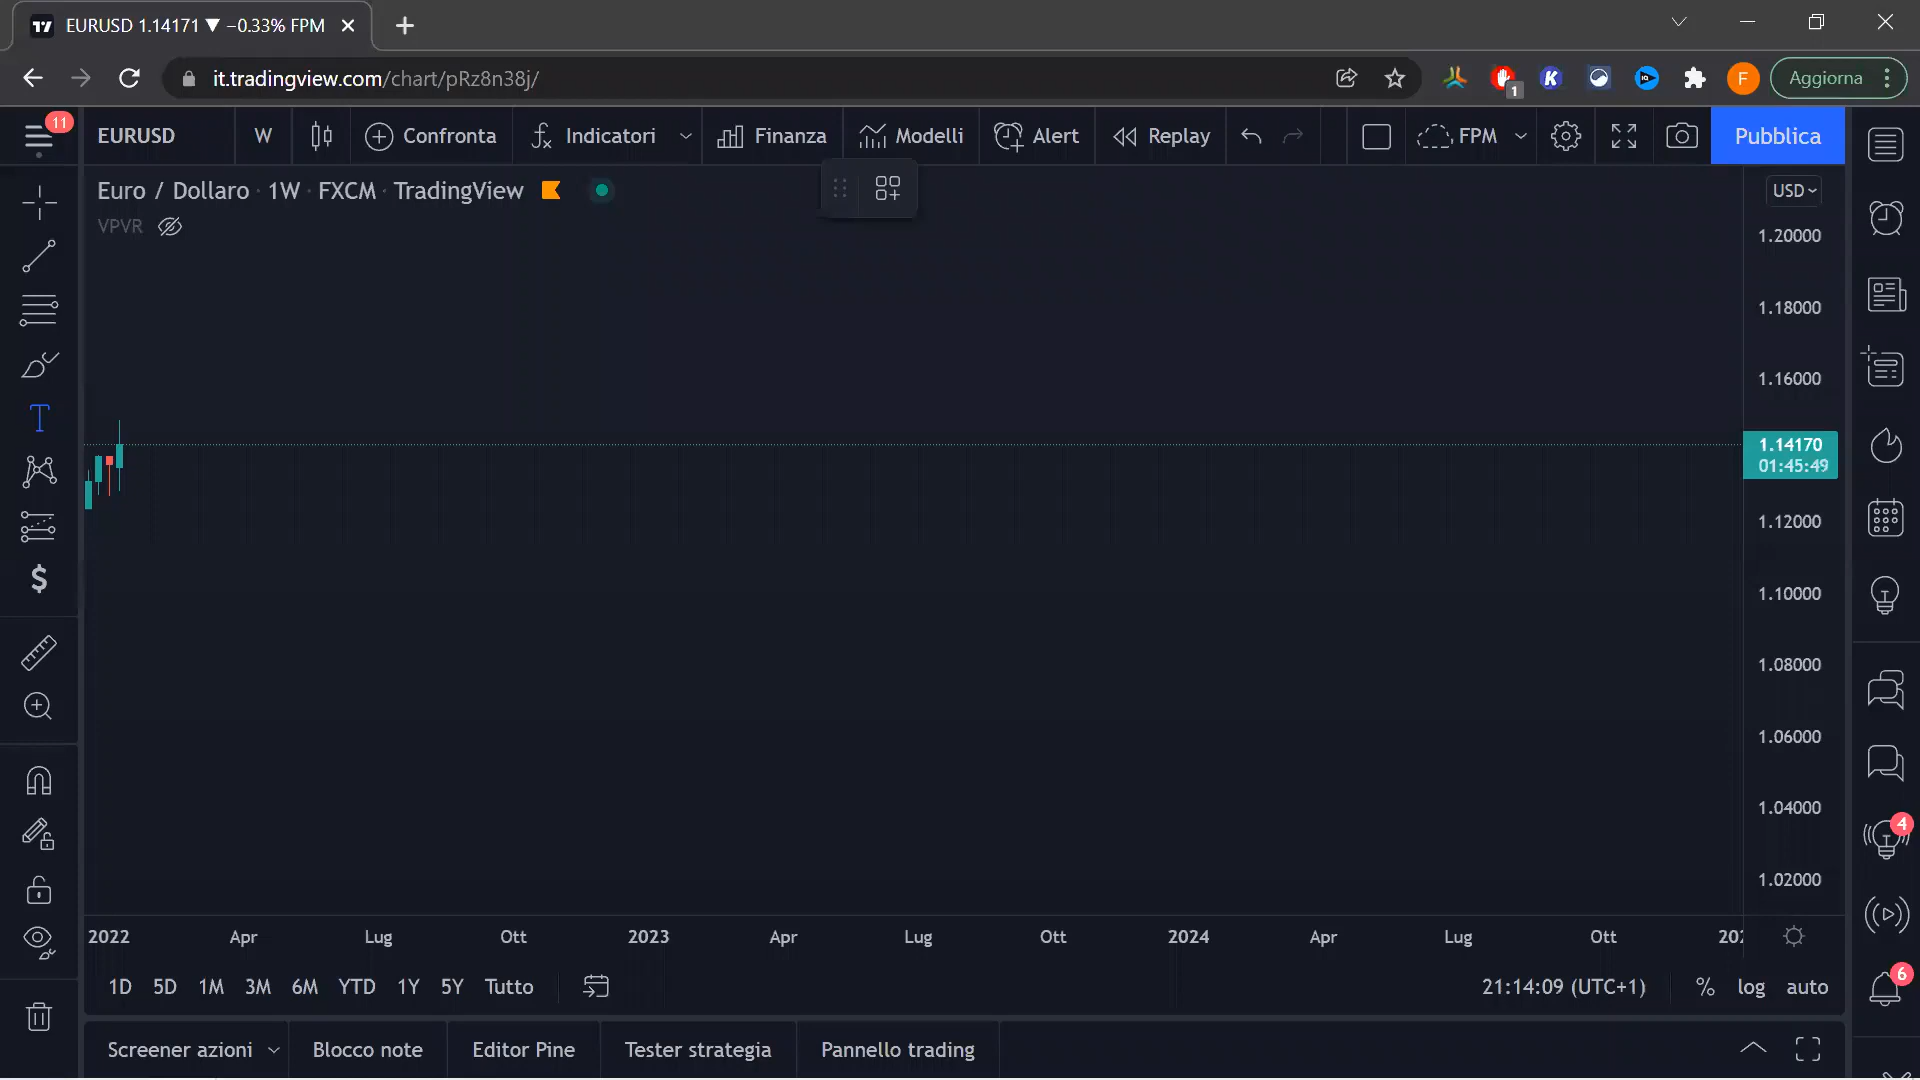 EURUSD 1.14171 ▼ −0.33% FPM
it.tradingview.com/chart/pRz8n38j/
1
F
Aggiorna
11
EURUSD
W
Confronta
Indicatori
Finanza
Modelli
Alert
Replay
FPM
Pubblica
Euro / Dollaro · 1W · FXCM · TradingView
VPVR
USD
1.20000
1.18000
1.16000
1.14170
01:45:49
1.12000
1.10000
1.08000
1.06000
1.04000
1.02000
4
6
2022 Apr Lug Ott 2023 Apr Lug Ott 2024 Apr Lug Ott
1D 5D 1M 3M 6M YTD 1Y 5Y Tutto
21:14:09 (UTC+1) % log auto
Screener azioni Blocco note Editor Pine Tester strategia Pannello trading